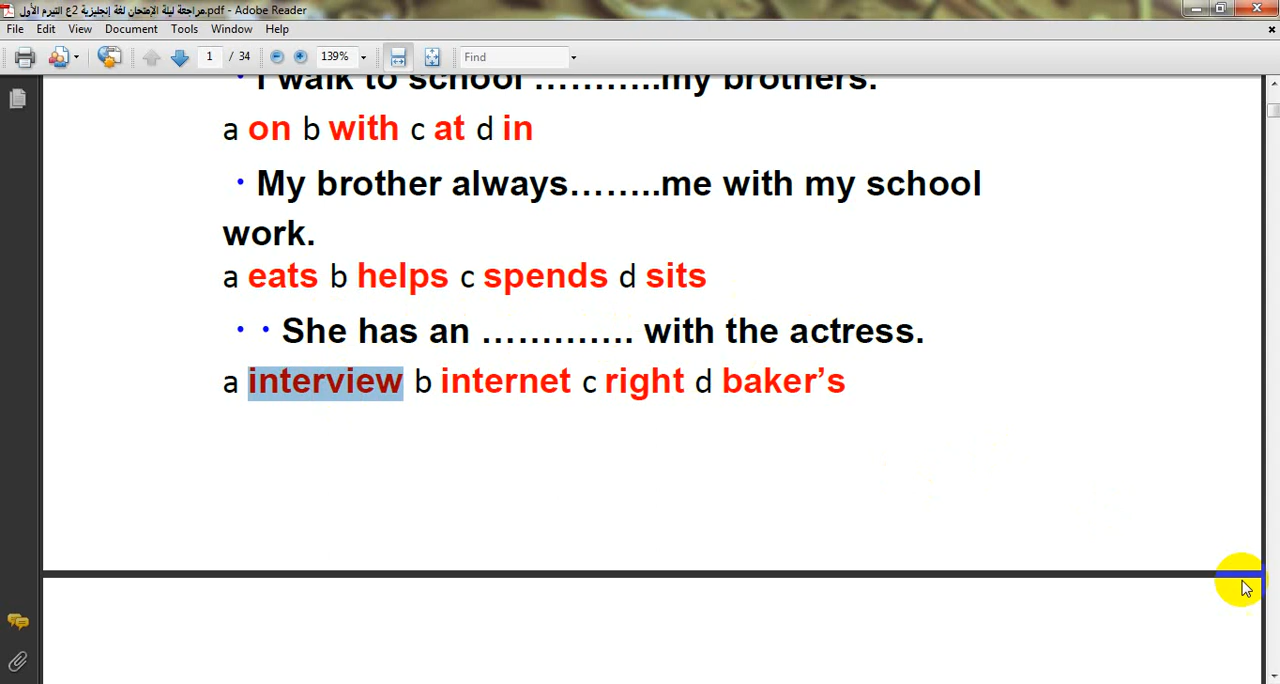 مراجعتة ليلة الإمتحان لغة إنجليزية 2ع التيرم الأول.pdf - Adobe Reader
File Edit View Document Tools Window Help
1 / 34 139% Find
· I walk to school ………..my brothers.
a on b with c at d in
· My brother always……..me with my school
work.
a eats b helps c spends d sits
· · She has an …………. with the actress.
a interview b internet c right d baker’s